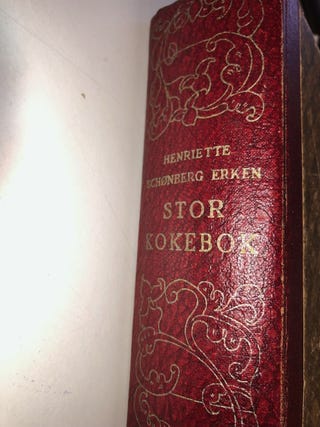 HENRIETTE
SCHØNBERG ERKEN
STOR
KOKEBOK